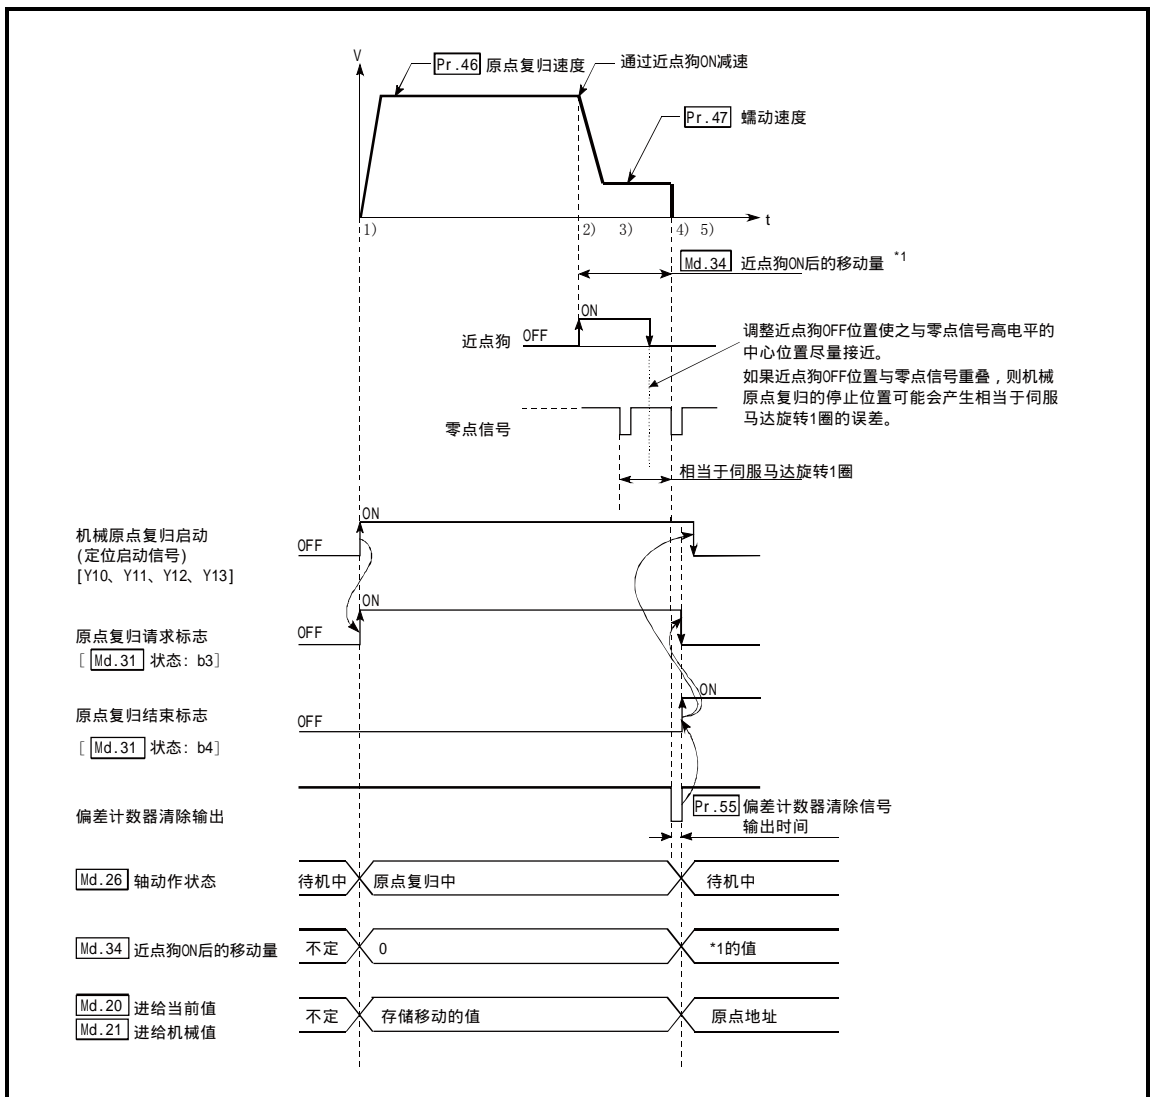 V
Pr.46 原点复归速度
通过近点狗ON减速
Pr.47 蠕动速度
t
1) 2) 3) 4) 5)
Md.34 近点狗ON后的移动量 *1
ON
近点狗 OFF
调整近点狗OFF位置使之与零点信号高电平的
中心位置尽量接近。
如果近点狗OFF位置与零点信号重叠，则机械
原点复归的停止位置可能会产生相当于伺服
马达旋转1圈的误差。
零点信号
相当于伺服马达旋转1圈
ON
机械原点复归启动
(定位启动信号)
[Y10、Y11、Y12、Y13]
OFF
ON
原点复归请求标志
[ Md.31 状态: b3]
OFF
ON
原点复归结束标志
[ Md.31 状态: b4]
OFF
偏差计数器清除输出
Pr.55 偏差计数器清除信号
输出时间
Md.26 轴动作状态 待机中 原点复归中 待机中
Md.34 近点狗ON后的移动量 不定 0 *1的值
Md.20 进给当前值
Md.21 进给机械值
不定 存储移动的值 原点地址